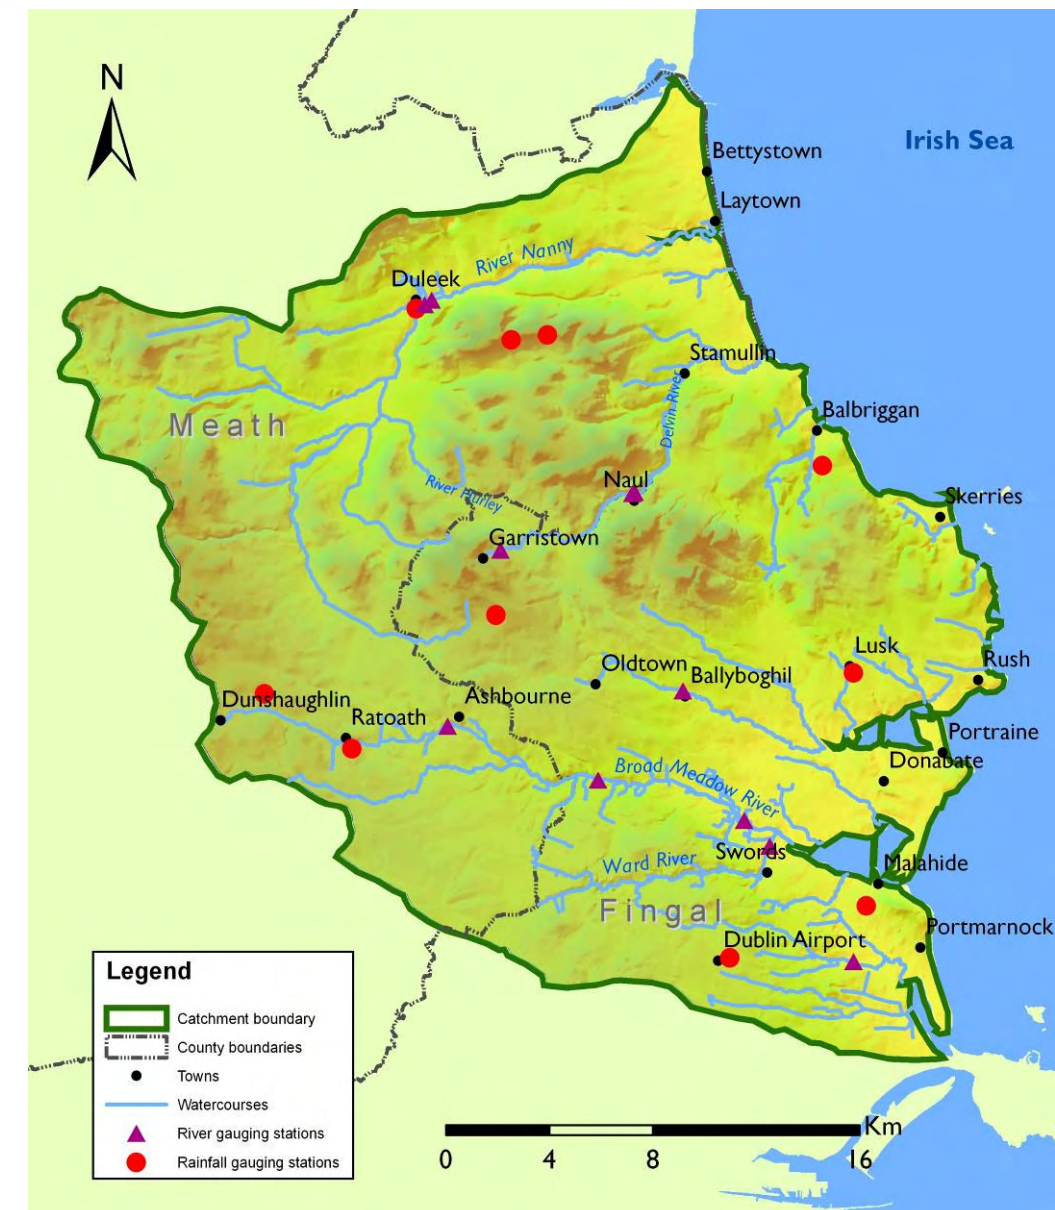 N
Irish Sea
Bettystown
Laytown
River Nanny
Duleek
Stamullin
Delvin River
Meath
Balbriggan
River Hurley
Naul
Skerries
Garristown
Lusk
Oldtown
Rush
Ballyboghil
Dunshaughlin
Ashbourne
Ratoath
Portraine
Donabate
Broad Meadow River
Swords
Ward River
Malahide
Fingal
Portmarnock
Dublin Airport
Legend
Catchment boundary
County boundaries
Towns
Watercourses
River gauging stations
Rainfall gauging stations
Km
0 4 8 16